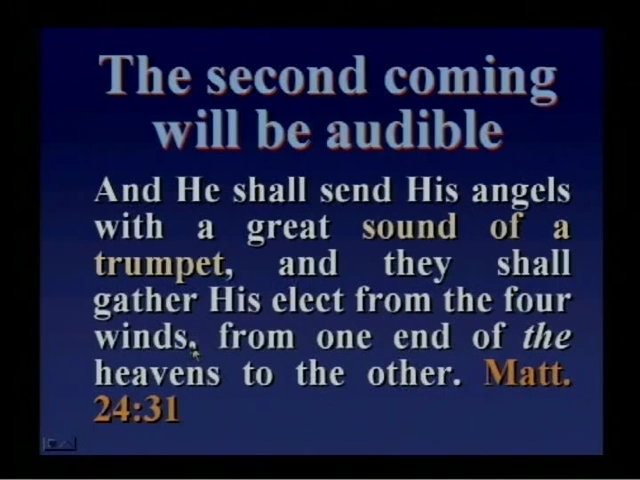 The second coming
will be audible
And He shall send His angels
with a great sound of a
trumpet, and they shall
gather His elect from the four
winds, from one end of the
heavens to the other. Matt.
24:31